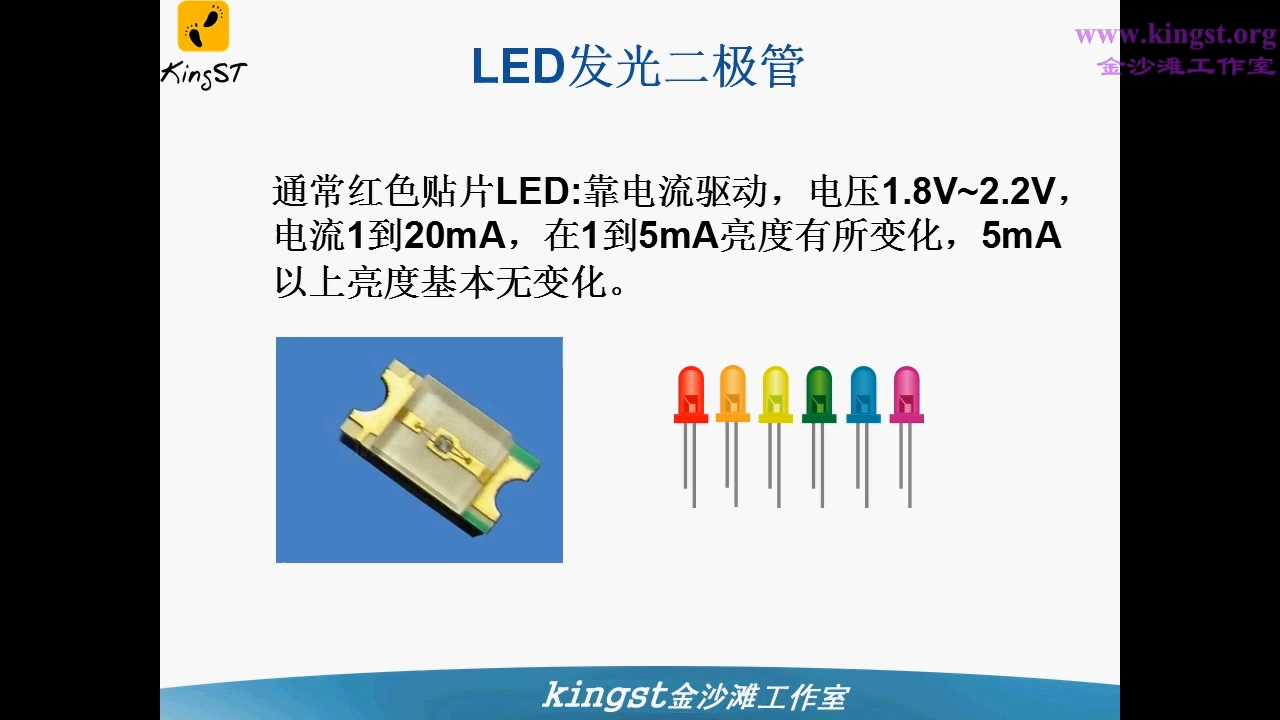 KingST
www.kingst.org
金沙滩工作室
LED发光二极管
通常红色贴片LED:靠电流驱动，电压1.8V~2.2V，
电流1到20mA，在1到5mA亮度有所变化，5mA
以上亮度基本无变化。
kingst金沙滩工作室